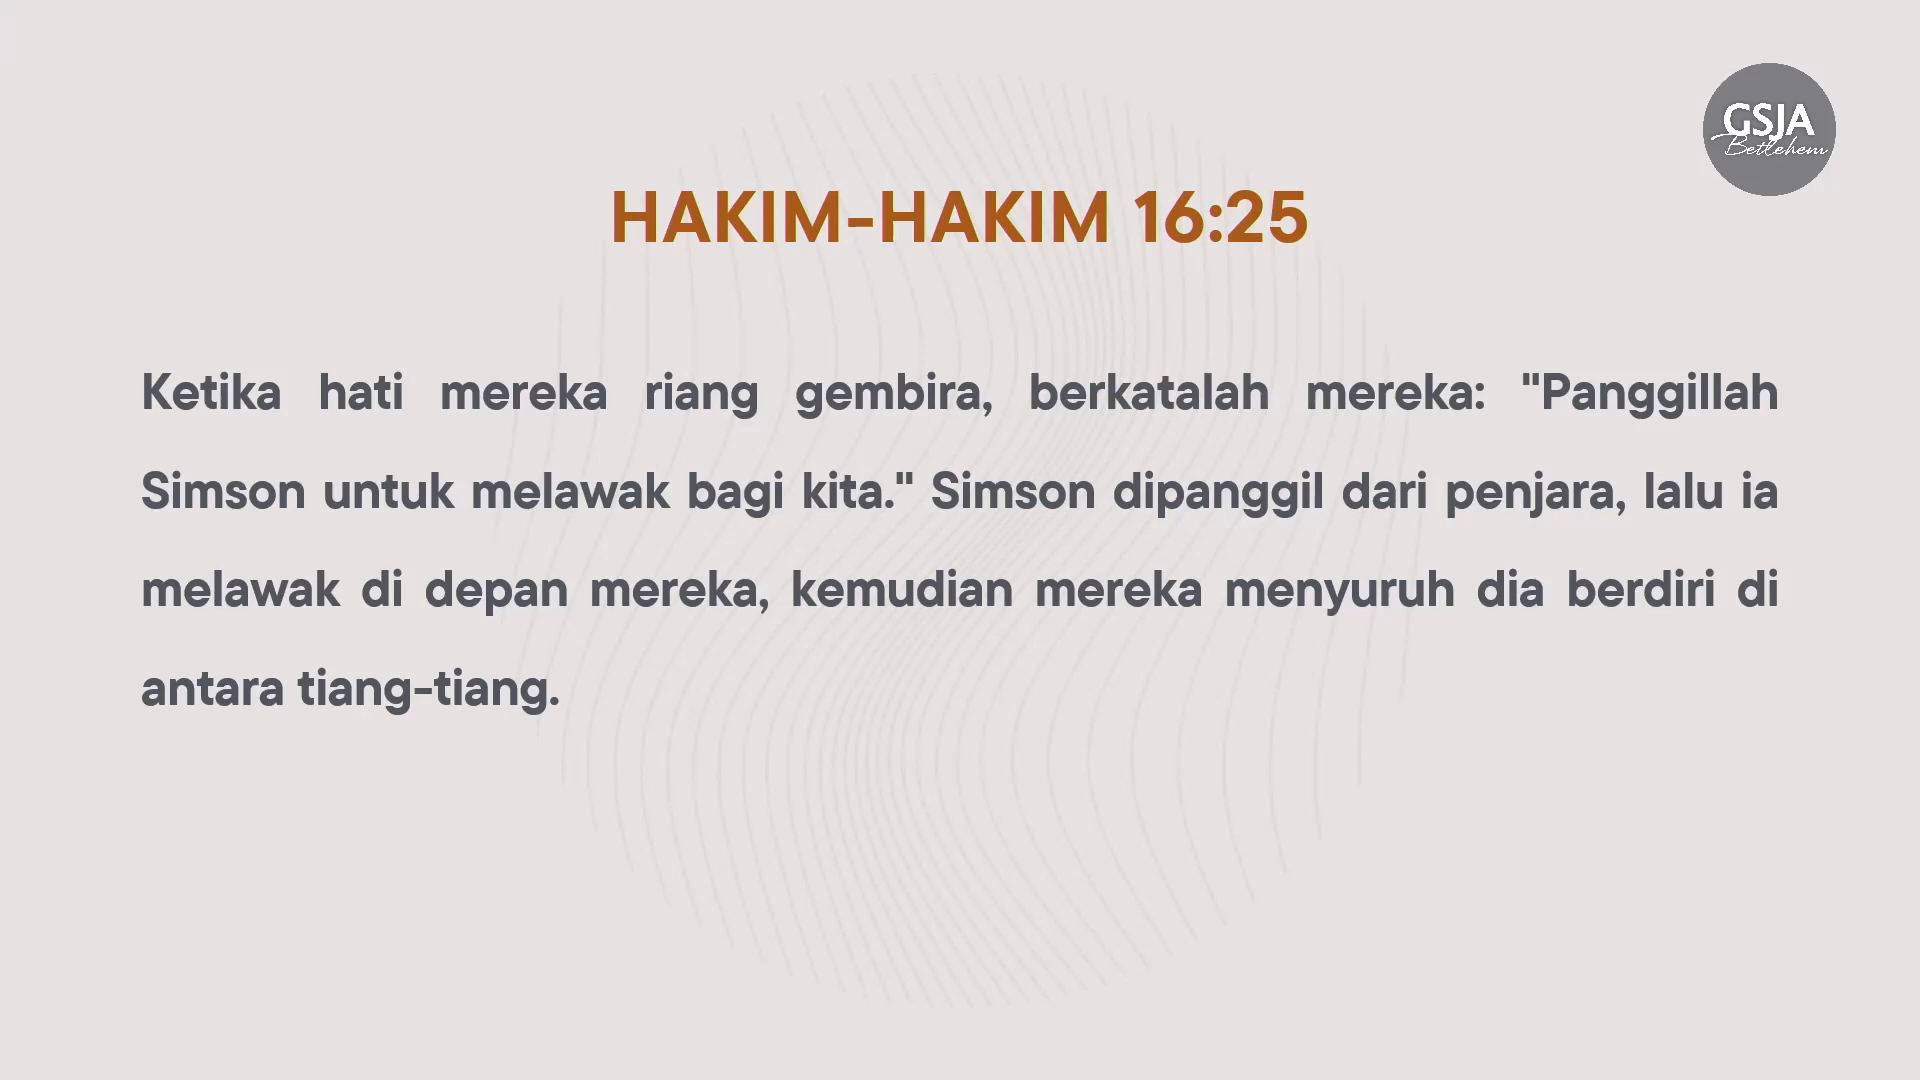 GSJA
Betlehem
HAKIM-HAKIM 16:25
Ketika hati mereka riang gembira, berkatalah mereka: "Panggillah
Simson untuk melawak bagi kita." Simson dipanggil dari penjara, lalu ia
melawak di depan mereka, kemudian mereka menyuruh dia berdiri di
antara tiang-tiang.